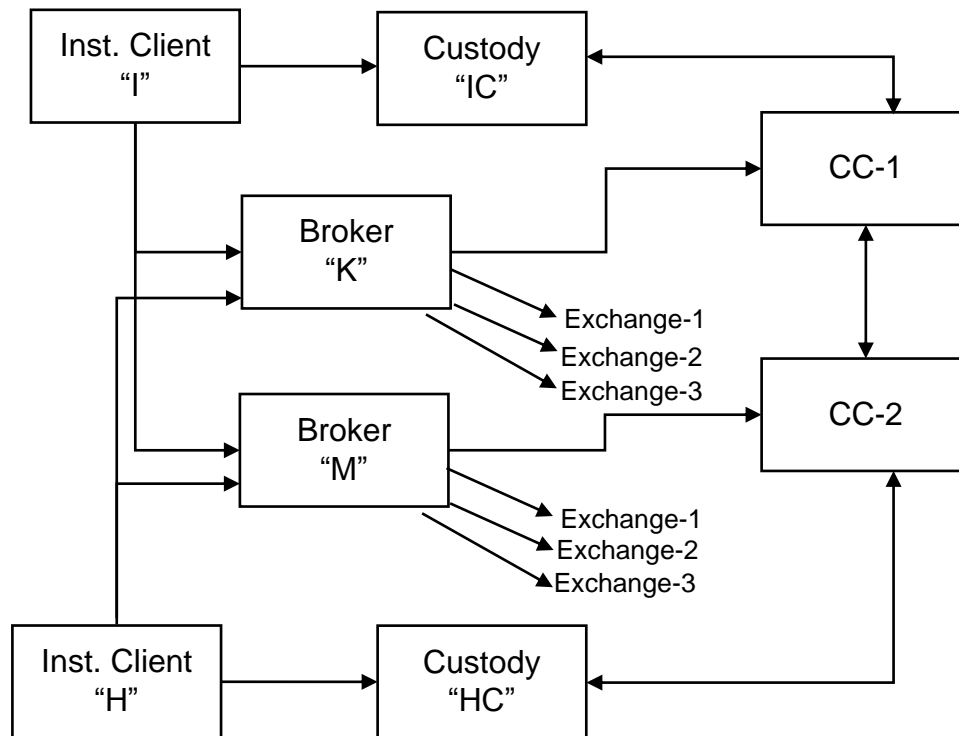 Inst. Client
“I”
Custody
“IC”
CC-1
Broker
“K”
Exchange-1
Exchange-2
Exchange-3
CC-2
Broker
“M”
Exchange-1
Exchange-2
Exchange-3
Inst. Client
“H”
Custody
“HC”